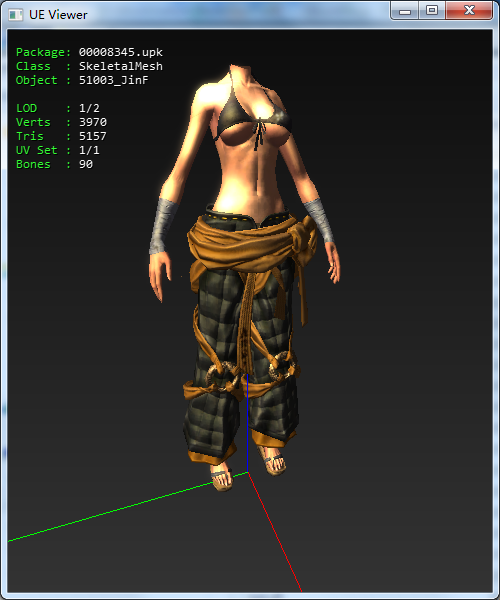 UE Viewer
Package: 00008345.upk
Class  : SkeletalMesh
Object : 51003_JinF
LOD    : 1/2
Verts  : 3970
Tris   : 5157
UV Set : 1/1
Bones  : 90